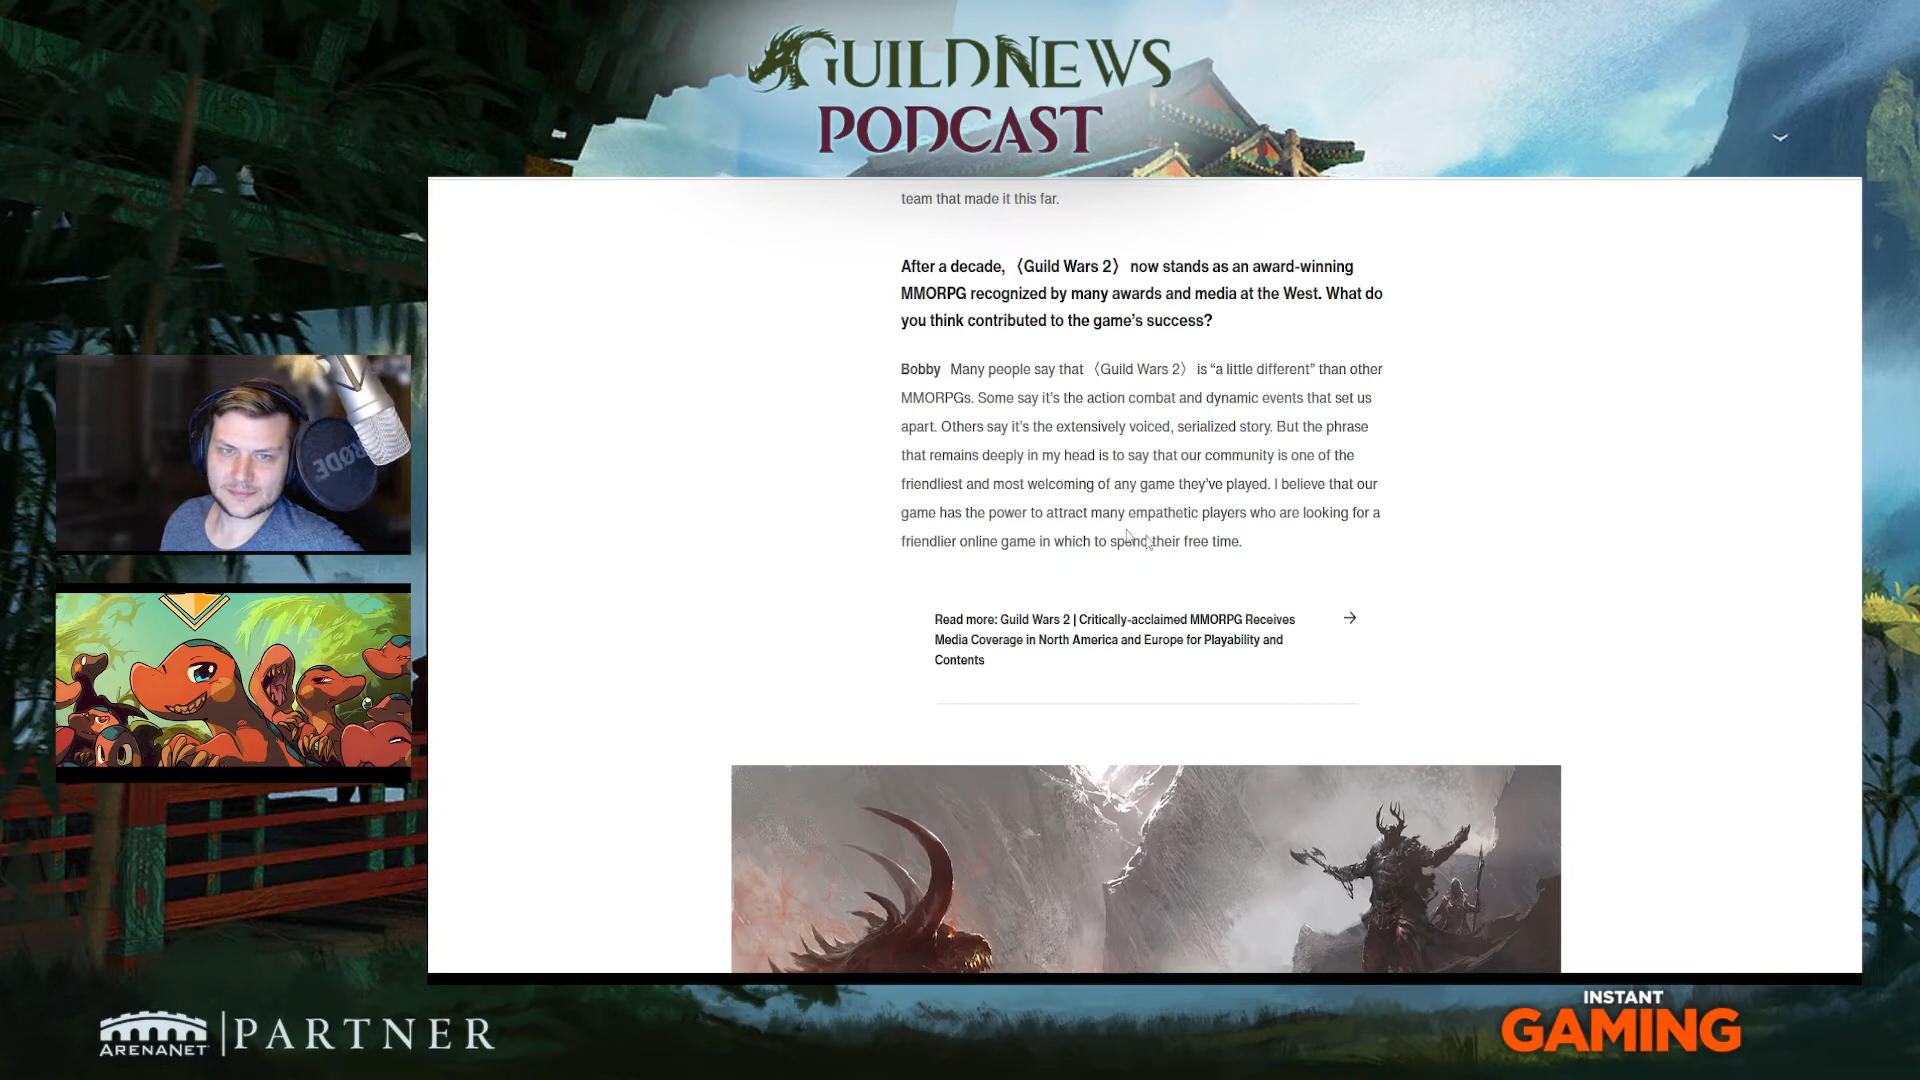 GUILDNEWS
PODCAST
team that made it this far.
After a decade, 〈Guild Wars 2〉 now stands as an award-winning
MMORPG recognized by many awards and media at the West. What do
you think contributed to the game's success?
Bobby Many people say that 〈Guild Wars 2〉 is “a little different” than other
MMORPGs. Some say it's the action combat and dynamic events that set us
apart. Others say it's the extensively voiced, serialized story. But the phrase
that remains deeply in my head is to say that our community is one of the
friendliest and most welcoming of any game they've played. I believe that our
game has the power to attract many empathetic players who are looking for a
friendlier online game in which to spend their free time.
Read more: Guild Wars 2 | Critically-acclaimed MMORPG Receives
Media Coverage in North America and Europe for Playability and
Contents
RØDE
ARENANET
PARTNER
INSTANT
GAMING